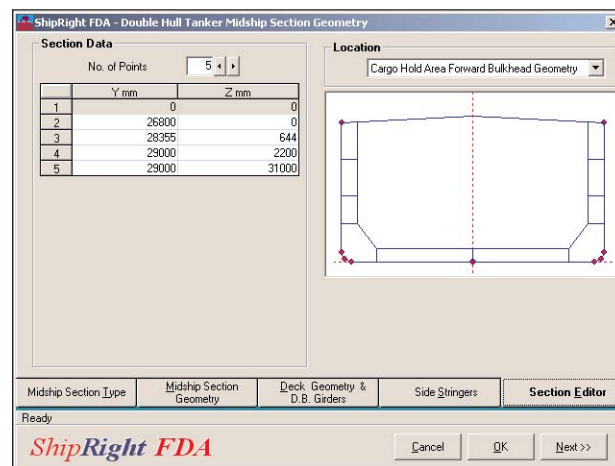 ShipRight FDA - Double Hull Tanker Midship Section Geometry
Section Data
No. of Points 5
Y mm Z mm
1 0 0
2 26800 0
3 28355 644
4 29000 2200
5 29000 31000
Location
Cargo Hold Area Forward Bulkhead Geometry
Midship Section Type
Midship Section Geometry
Deck Geometry & D.B. Girders
Side Stringers
Section Editor
Ready
ShipRight FDA
Cancel
OK
Next >>